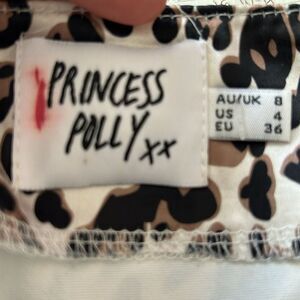 PRINCESS
POLLY xx
AU/UK 8
US 4
EU 36